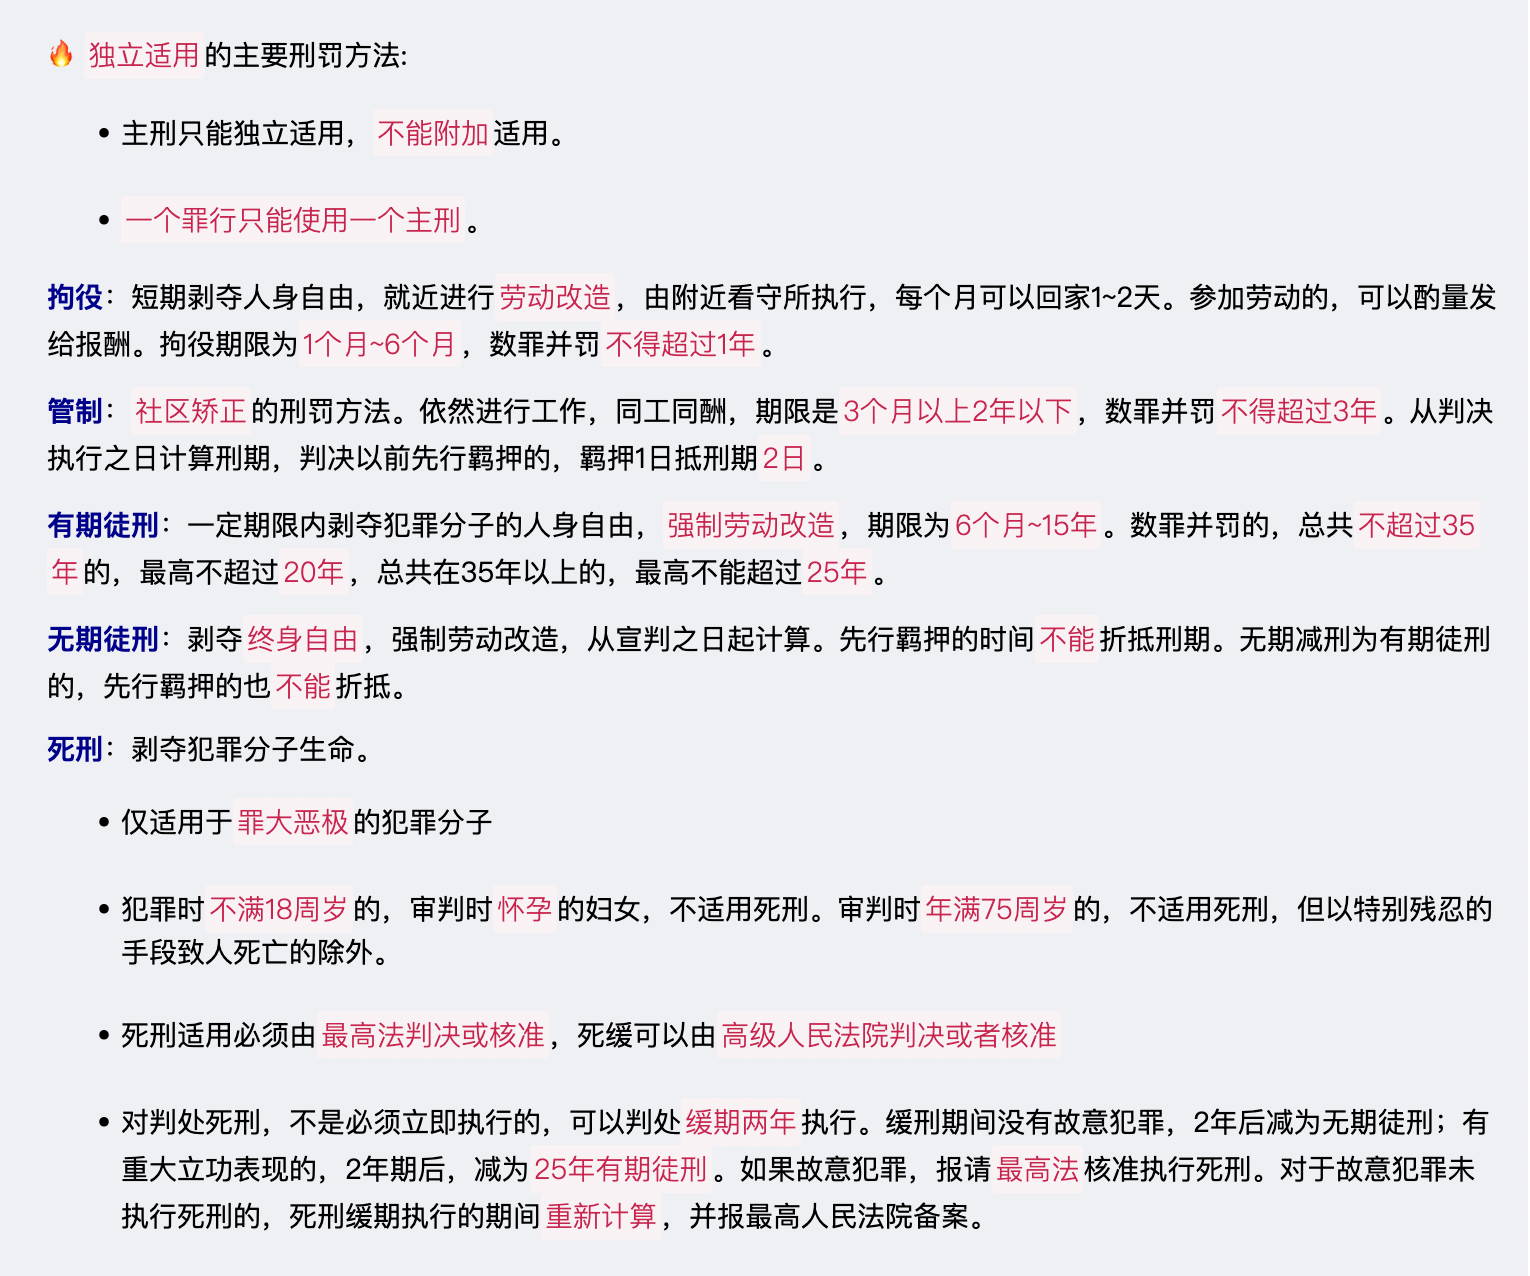 🔥 独立适用的主要刑罚方法:
• 主刑只能独立适用，不能附加适用。
• 一个罪行只能使用一个主刑。
拘役：短期剥夺人身自由，就近进行劳动改造，由附近看守所执行，每个月可以回家1~2天。参加劳动的，可以酌量发
给报酬。拘役期限为1个月~6个月，数罪并罚不得超过1年。
管制：社区矫正的刑罚方法。依然进行工作，同工同酬，期限是3个月以上2年以下，数罪并罚不得超过3年。从判决
执行之日计算刑期，判决以前先行羁押的，羁押1日抵刑期2日。
有期徒刑：一定期限内剥夺犯罪分子的人身自由，强制劳动改造，期限为6个月~15年。数罪并罚的，总共不超过35
年的，最高不超过20年，总共在35年以上的，最高不能超过25年。
无期徒刑：剥夺终身自由，强制劳动改造，从宣判之日起计算。先行羁押的时间不能折抵刑期。无期减刑为有期徒刑
的，先行羁押的也不能折抵。
死刑：剥夺犯罪分子生命。
• 仅适用于罪大恶极的犯罪分子
• 犯罪时不满18周岁的，审判时怀孕的妇女，不适用死刑。审判时年满75周岁的，不适用死刑，但以特别残忍的
手段致人死亡的除外。
• 死刑适用必须由最高法判决或核准，死缓可以由高级人民法院判决或者核准
• 对判处死刑，不是必须立即执行的，可以判处缓期两年执行。缓刑期间没有故意犯罪，2年后减为无期徒刑；有
重大立功表现的，2年期后，减为25年有期徒刑。如果故意犯罪，报请最高法核准执行死刑。对于故意犯罪未
执行死刑的，死刑缓期执行的期间重新计算，并报最高人民法院备案。